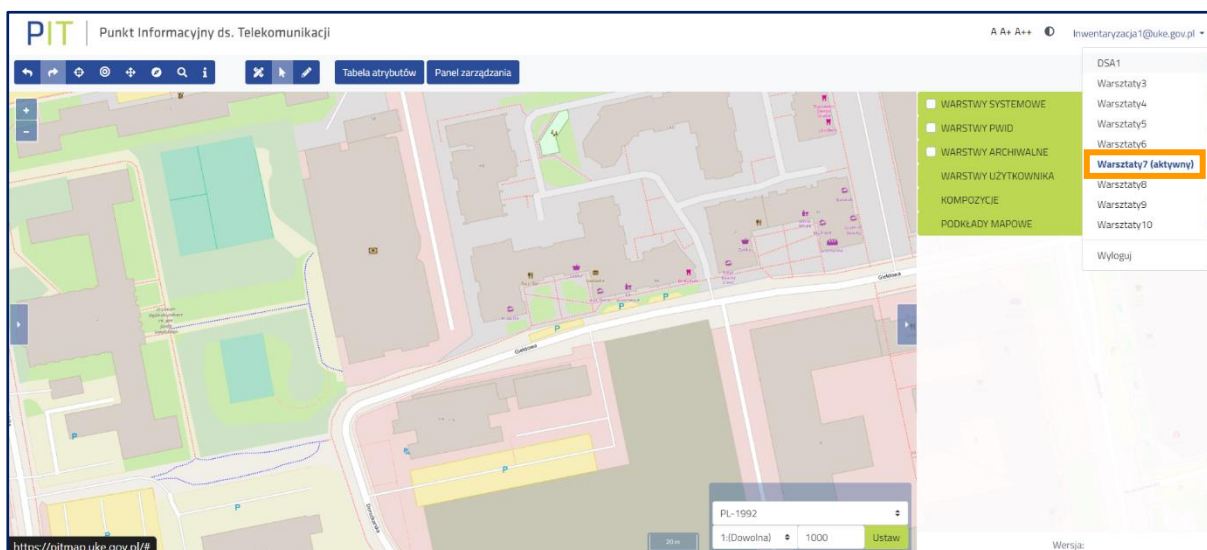 PIT Punkt Informacyjny ds. Telekomunikacji
A A+ A++
Inwentaryzacja1@uke.gov.pl
Tabela atrybutów
Panel zarządzania
DSA1
Warsztaty3
Warsztaty4
Warsztaty5
Warsztaty6
Warsztaty7 (aktywny)
Warsztaty8
Warsztaty9
Warsztaty10
Wyloguj
+
-
WARSTWY SYSTEMOWE
WARSTWY PWID
WARSTWY ARCHIWALNE
WARSTWY UŻYTKOWNIKA
KOMPOZYCJE
PODKŁADY MAPOWE
P
P
P
P
P
P
20 m
PL-1992
1:(Dowolna)
1000
Ustaw
https://pitmap.uke.gov.pl/#
Wersja: